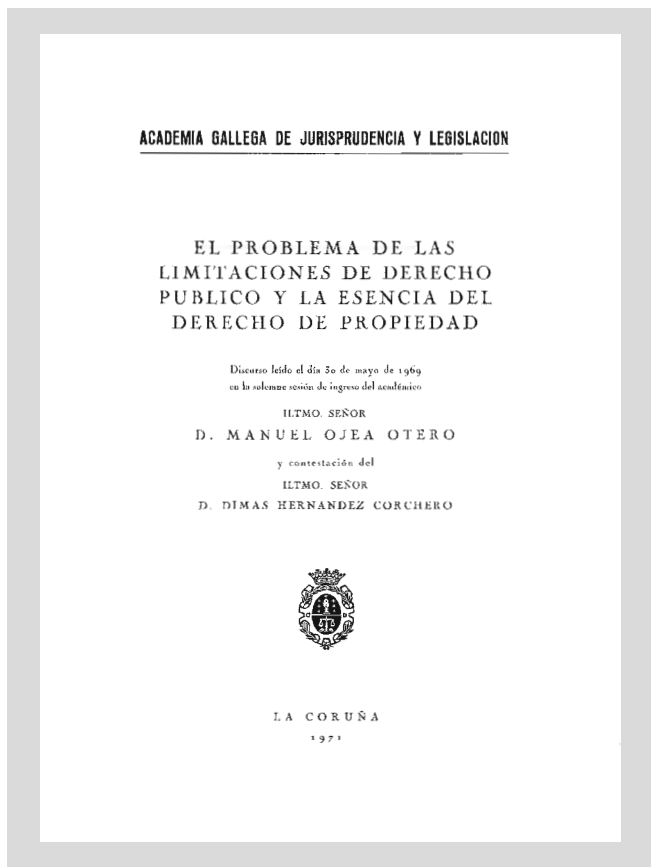 ACADEMIA GALLEGA DE JURISPRUDENCIA Y LEGISLACION
EL PROBLEMA DE LAS
LIMITACIONES DE DERECHO
PUBLICO Y LA ESENCIA DEL
DERECHO DE PROPIEDAD
Discurso leído el día 30 de mayo de 1969
en la solemne sesión de ingreso del académico
ILTMO. SEÑOR
D. MANUEL OJEA OTERO
y contestación del
ILTMO. SEÑOR
D. DIMAS HERNANDEZ CORCHERO
LA CORUÑA
1971